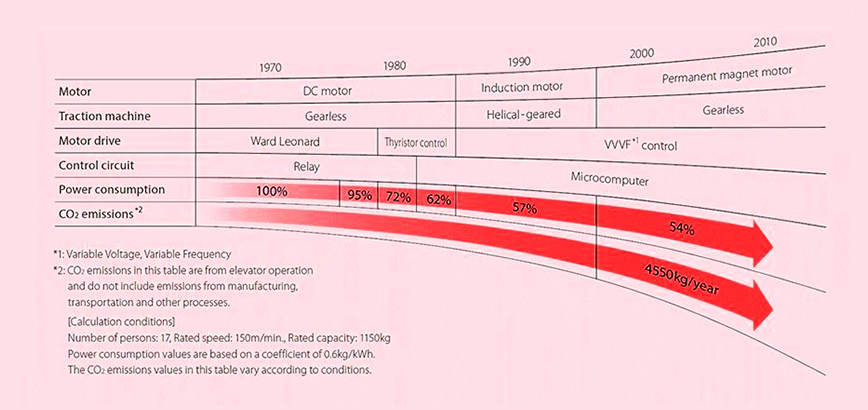 1970 1980 1990 2000 2010
Motor DC motor Induction motor Permanent magnet motor
Traction machine Gearless Helical-geared Gearless
Motor drive Ward Leonard Thyristor control VVVF*1 control
Control circuit Relay Microcomputer
Power consumption 100% 95% 72% 62% 57% 54%
CO2 emissions*2 4550kg/year
*1: Variable Voltage, Variable Frequency
*2: CO2 emissions in this table are from elevator operation
and do not include emissions from manufacturing,
transportation and other processes.
[Calculation conditions]
Number of persons: 17, Rated speed: 150m/min., Rated capacity: 1150kg
Power consumption values are based on a coefficient of 0.6kg/kWh.
The CO2 emissions values in this table vary according to conditions.